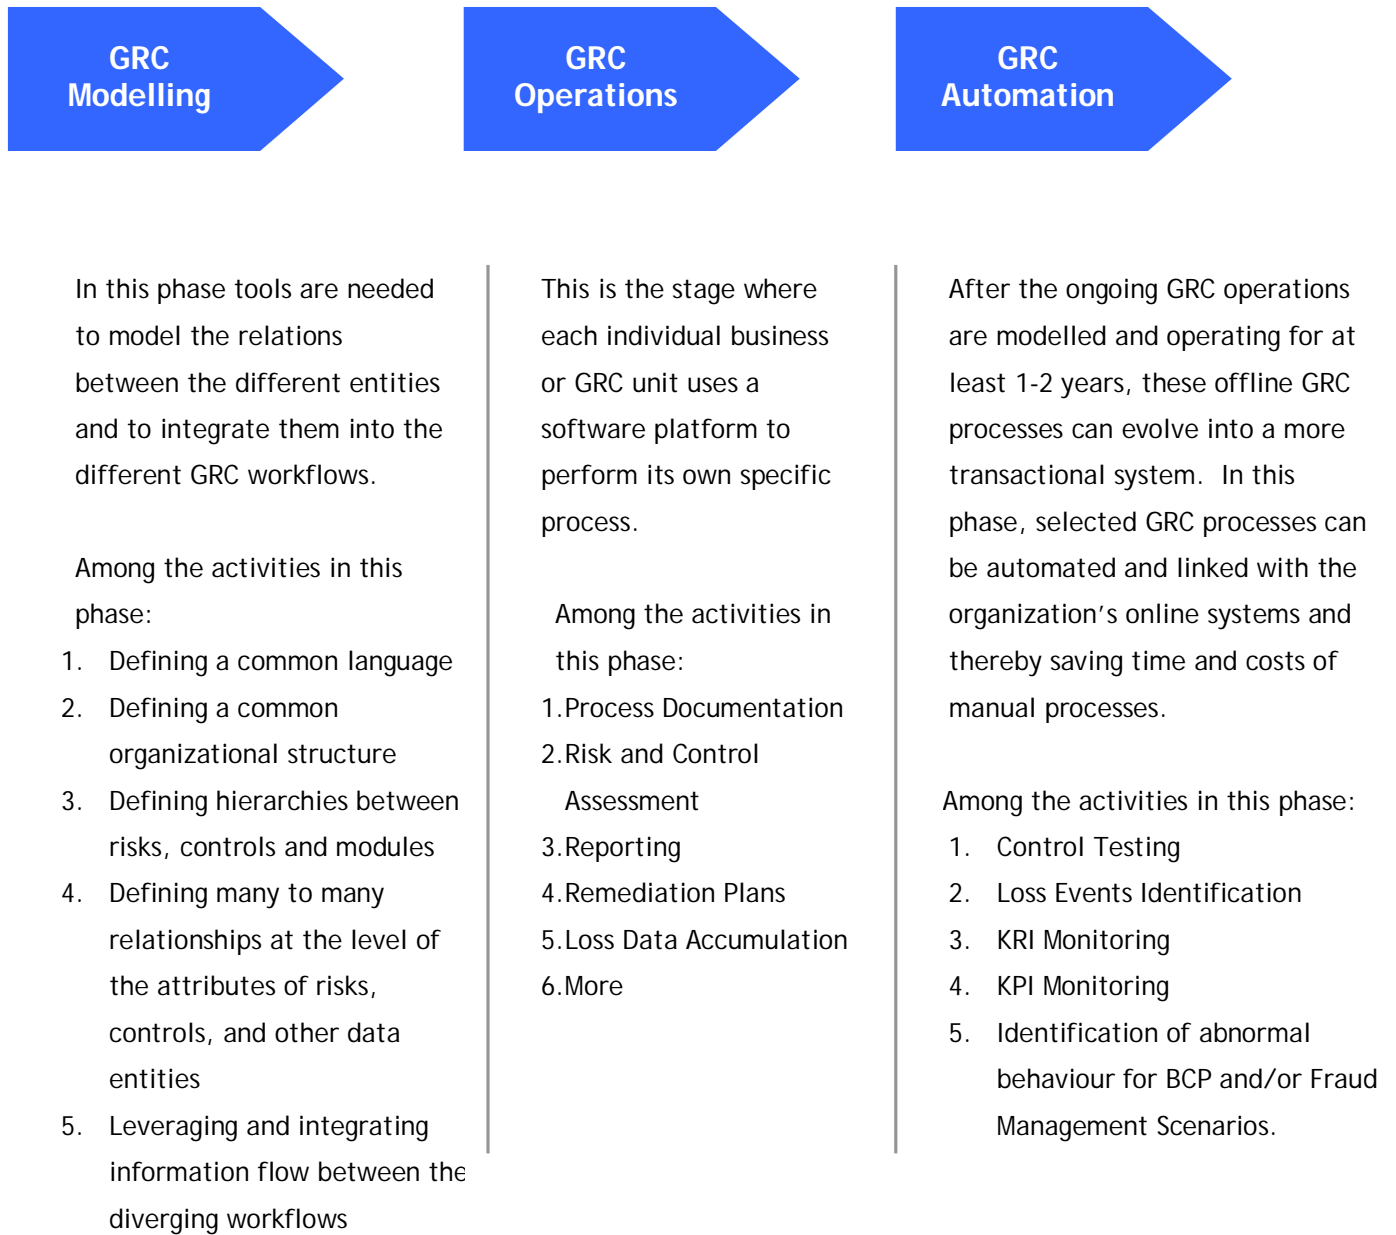 GRC
Modelling
GRC
Operations
GRC
Automation
In this phase tools are needed
to model the relations
between the different entities
and to integrate them into the
different GRC workflows.
Among the activities in this
phase:
1. Defining a common language
2. Defining a common
organizational structure
3. Defining hierarchies between
risks, controls and modules
4. Defining many to many
relationships at the level of
the attributes of risks,
controls, and other data
entities
5. Leveraging and integrating
information flow between the
diverging workflows
This is the stage where
each individual business
or GRC unit uses a
software platform to
perform its own specific
process.
Among the activities in
this phase:
1.Process Documentation
2.Risk and Control
Assessment
3.Reporting
4.Remediation Plans
5.Loss Data Accumulation
6.More
After the ongoing GRC operations
are modelled and operating for at
least 1-2 years, these offline GRC
processes can evolve into a more
transactional system. In this
phase, selected GRC processes can
be automated and linked with the
organization’s online systems and
thereby saving time and costs of
manual processes.
Among the activities in this phase:
1. Control Testing
2. Loss Events Identification
3. KRI Monitoring
4. KPI Monitoring
5. Identification of abnormal
behaviour for BCP and/or Fraud
Management Scenarios.